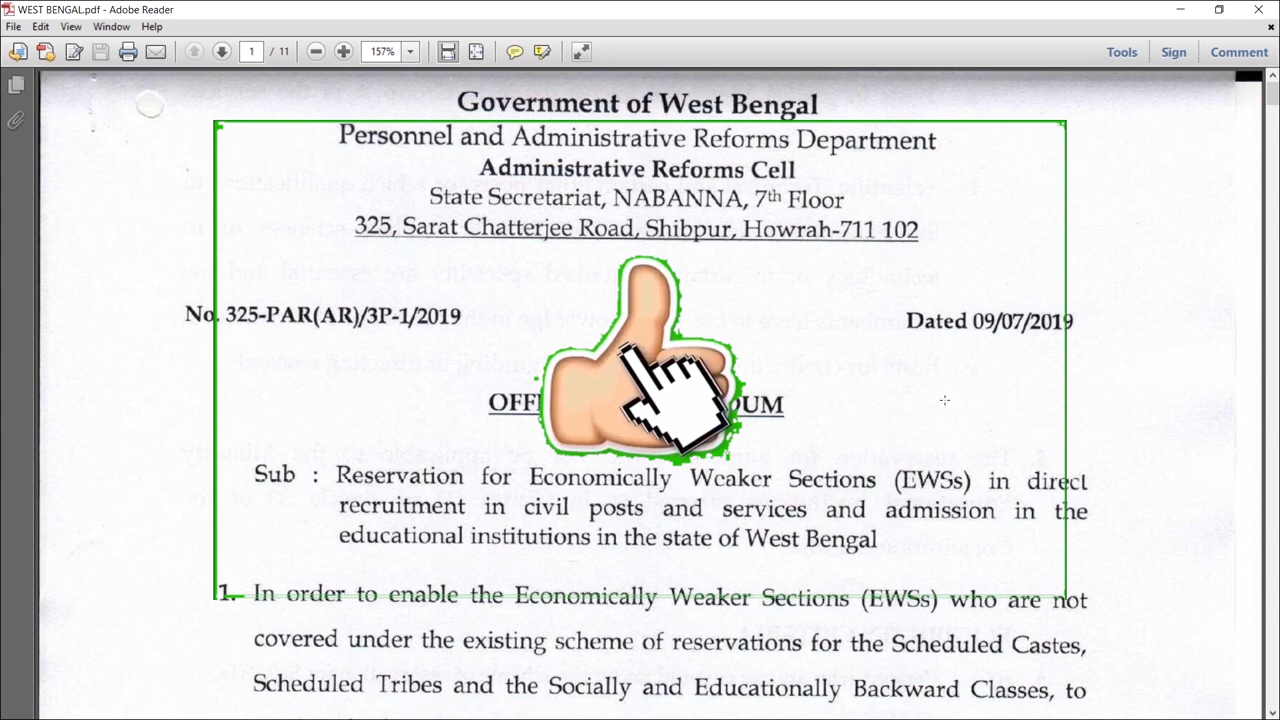 WEST BENGAL.pdf - Adobe Reader
File Edit View Window Help
1 / 11 157% Tools Sign Comment
Government of West Bengal
Personnel and Administrative Reforms Department
Administrative Reforms Cell
State Secretariat, NABANNA, 7th Floor
325, Sarat Chatterjee Road, Shibpur, Howrah-711 102
No. 325-PAR(AR)/3P-1/2019 Dated 09/07/2019
Sub : Reservation for Economically Weaker Sections (EWSs) in direct
recruitment in civil posts and services and admission in the
educational institutions in the state of West Bengal
1. In order to enable the Economically Weaker Sections (EWSs) who are not
covered under the existing scheme of reservations for the Scheduled Castes,
Scheduled Tribes and the Socially and Educationally Backward Classes, to